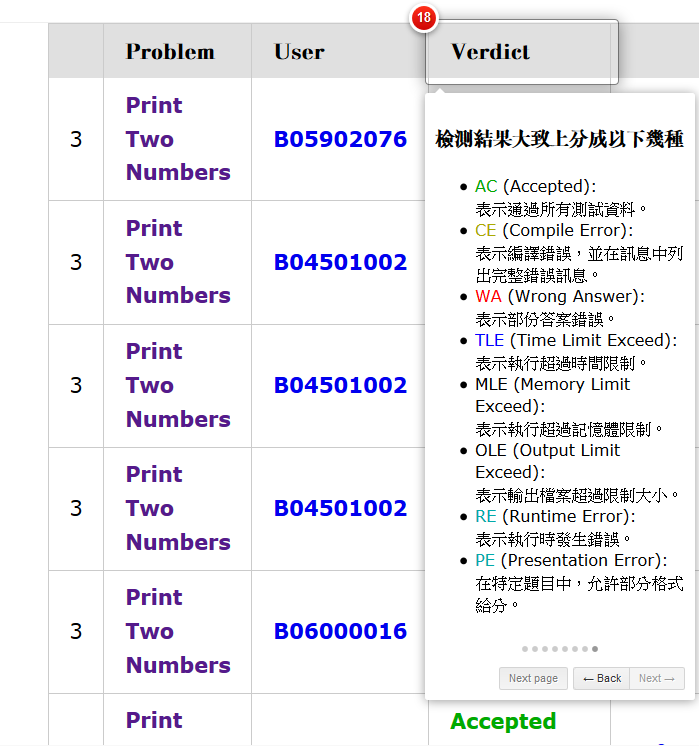 18
Problem User Verdict
3 Print Two Numbers B05902076
3 Print Two Numbers B04501002
3 Print Two Numbers B04501002
3 Print Two Numbers B04501002
3 Print Two Numbers B06000016
Print Accepted
檢測結果大致上分成以下幾種
AC (Accepted):
表示通過所有測試資料。
CE (Compile Error):
表示編譯錯誤，並在訊息中列
出完整錯誤訊息。
WA (Wrong Answer):
表示部份答案錯誤。
TLE (Time Limit Exceed):
表示執行超過時間限制。
MLE (Memory Limit
Exceed):
表示執行超過記憶體限制。
OLE (Output Limit
Exceed):
表示輸出檔案超過限制大小。
RE (Runtime Error):
表示執行時發生錯誤。
PE (Presentation Error):
在特定題目中，允許部分格式
給分。
Next page ← Back Next →